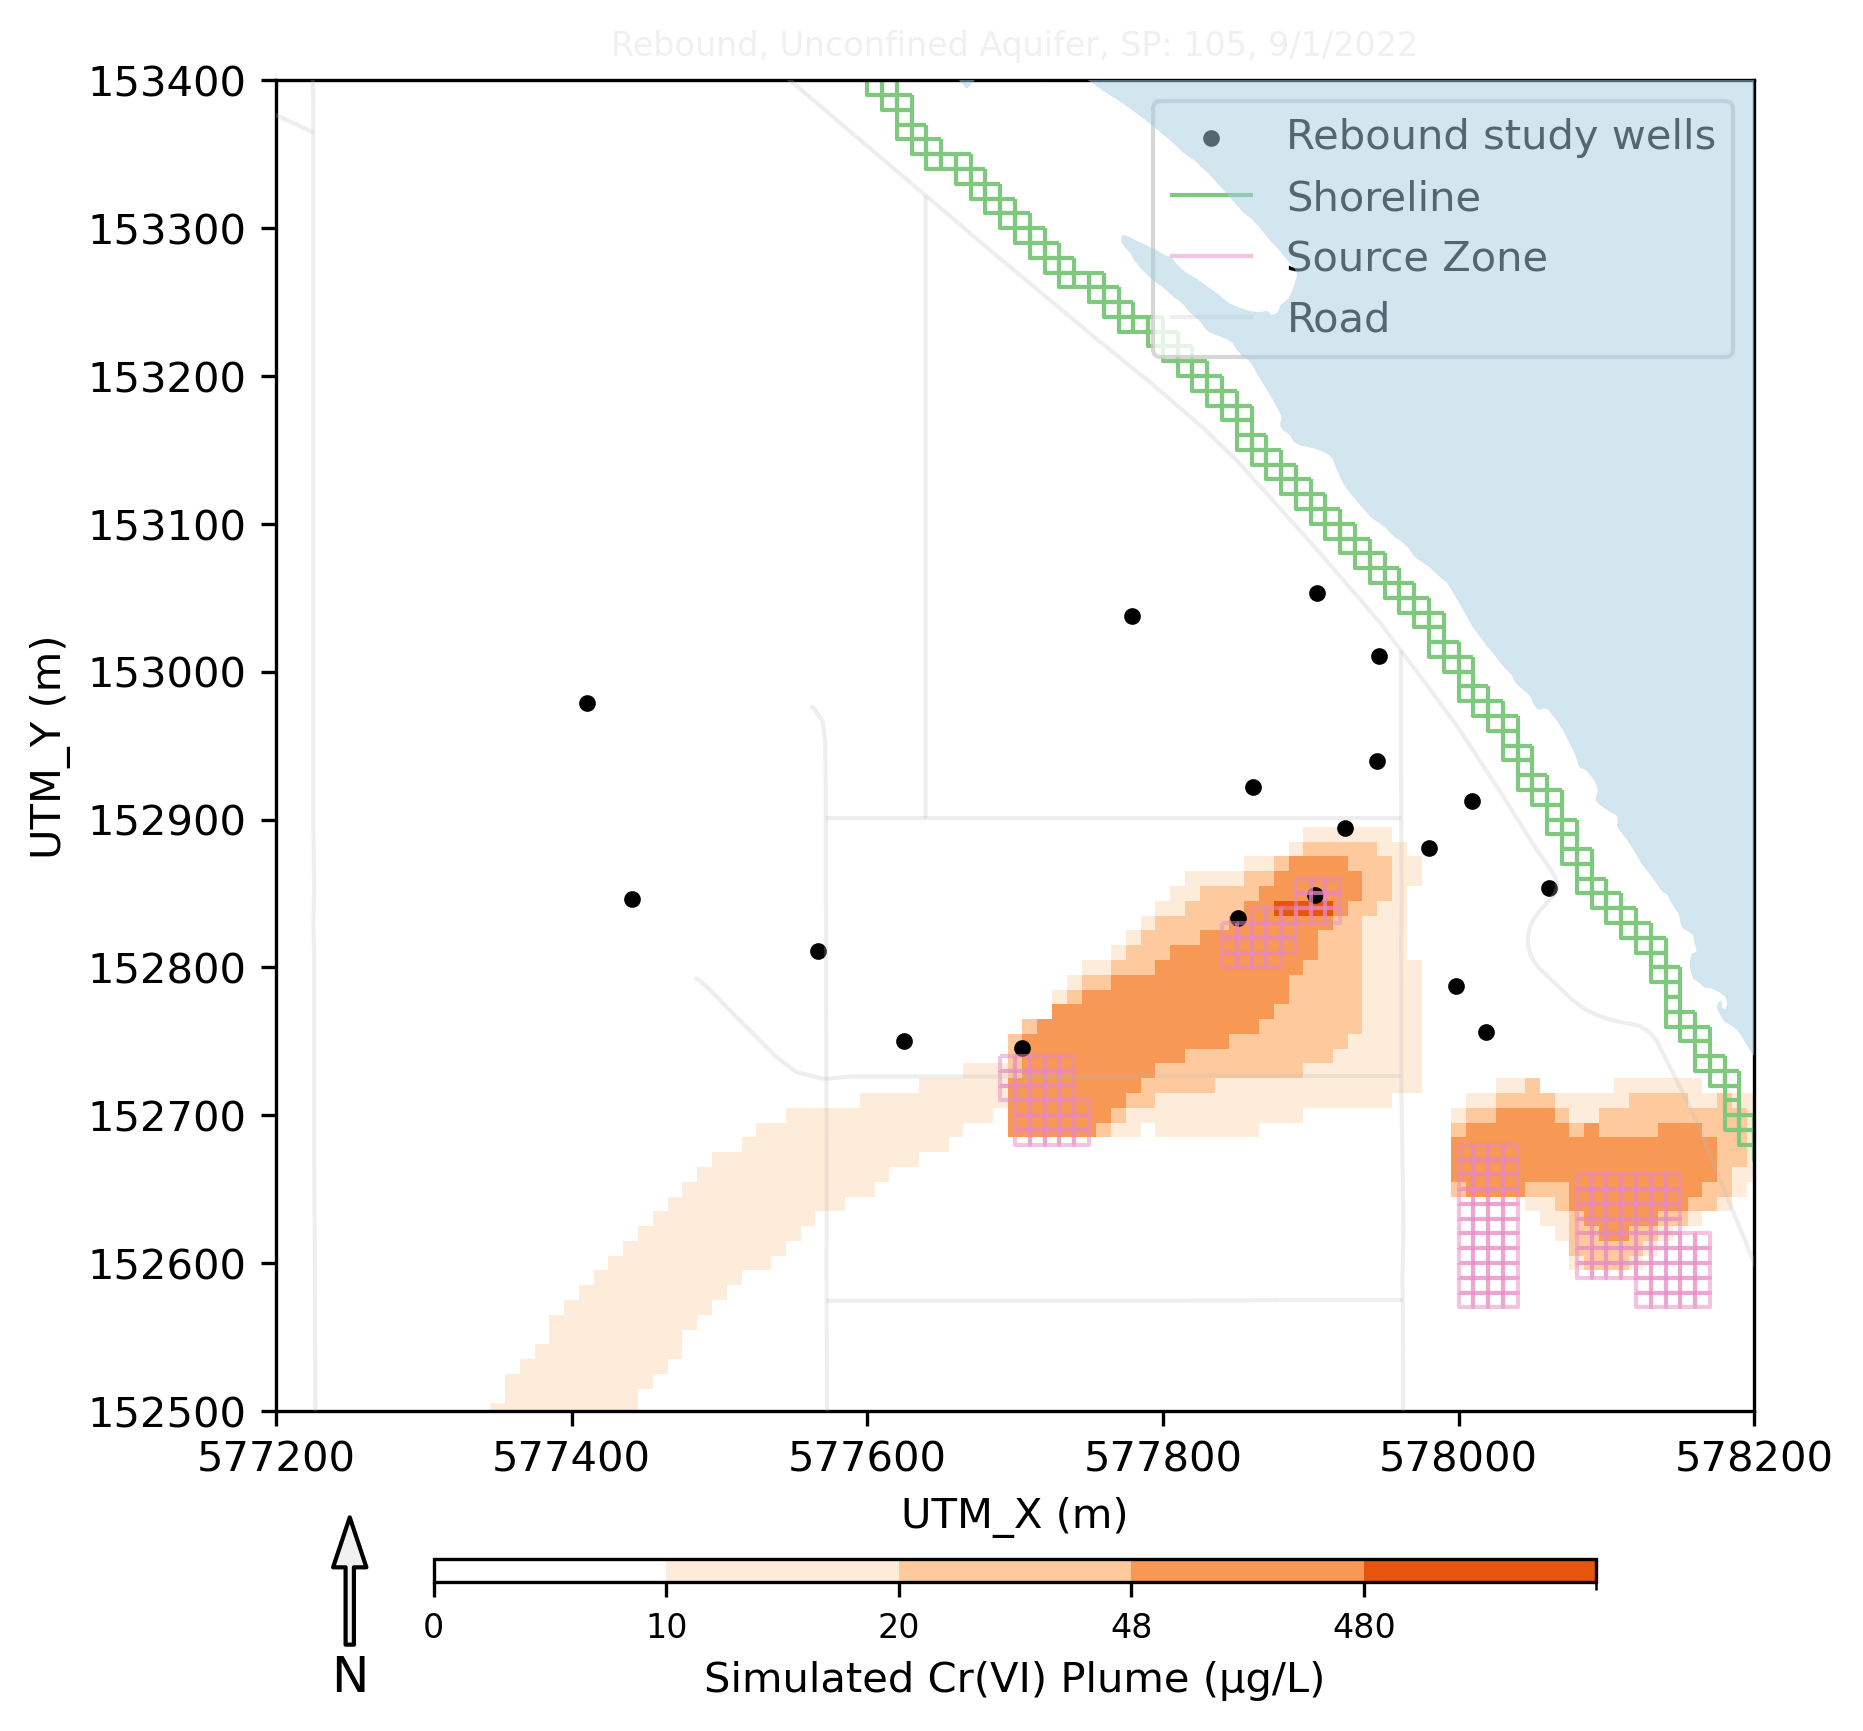 Rebound, Unconfined Aquifer, SP: 105, 9/1/2022
153400
153300
153200
153100
153000
152900
152800
152700
152600
152500
UTM_Y (m)
Rebound study wells
Shoreline
Source Zone
Road
577200
577400
577600
577800
578000
578200
UTM_X (m)
N
0
10
20
48
480
Simulated Cr(VI) Plume (µg/L)